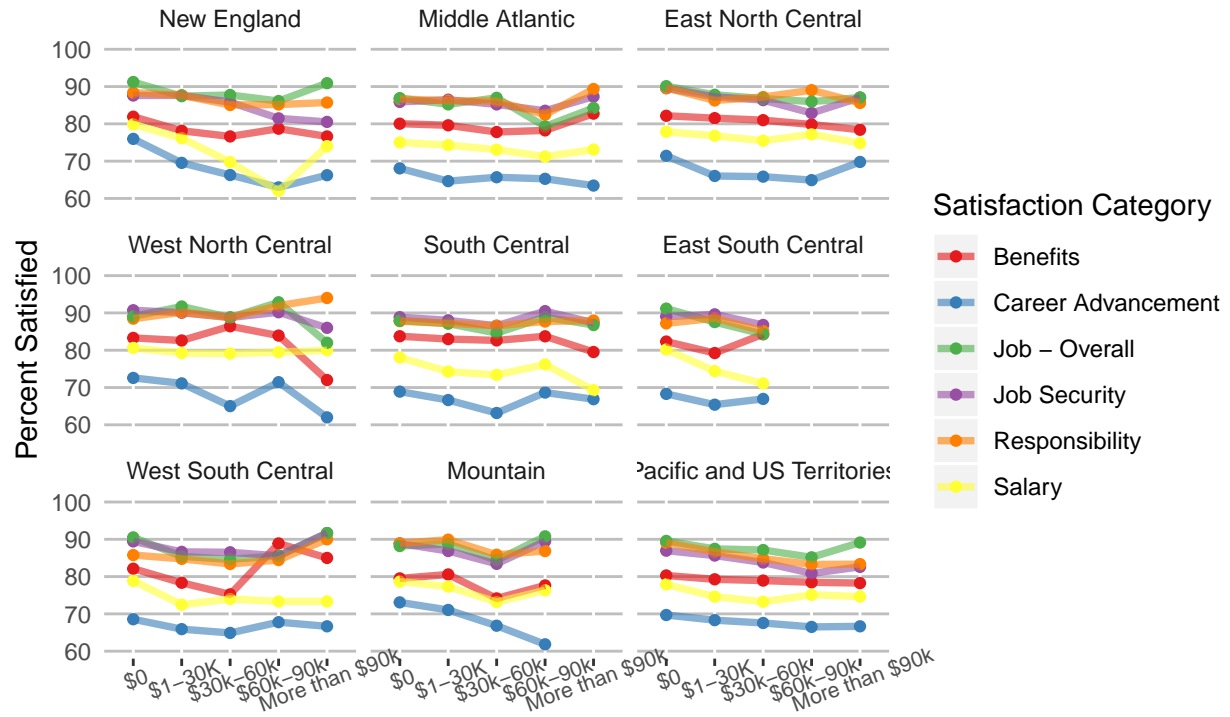 New England
Middle Atlantic
East North Central
100
90
80
70
60
West North Central
South Central
East South Central
100
90
80
70
60
West South Central
Mountain
Pacific and US Territories
100
90
80
70
60
$0
$1–30K
$30k–60k
$60k–90k
More than $90k
$0
$1–30K
$30k–60k
$60k–90k
More than $90k
$0
$1–30K
$30k–60k
$60k–90k
More than $90k
Percent Satisfied
Satisfaction Category
Benefits
Career Advancement
Job – Overall
Job Security
Responsibility
Salary